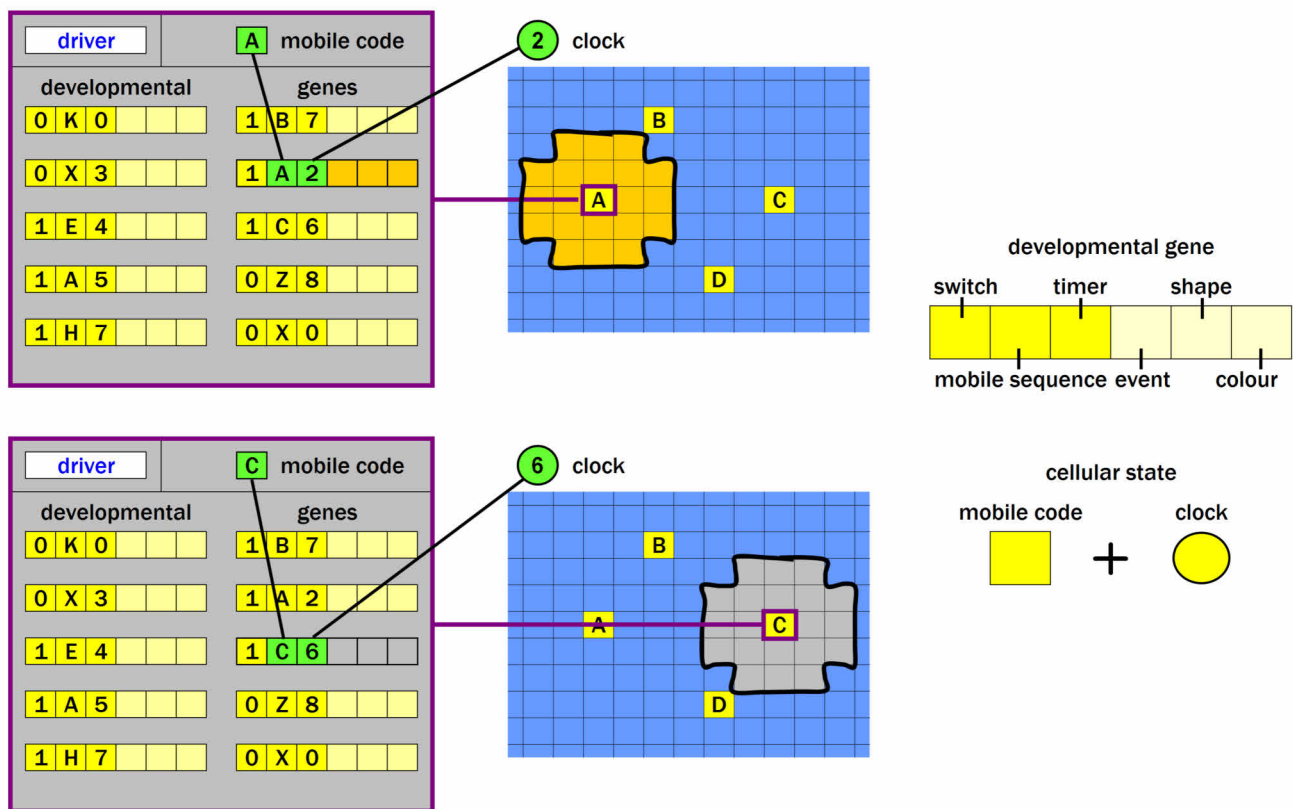 driver A mobile code 2 clock
developmental genes
0 K 0 1 B 7
0 X 3 1 A 2
1 E 4 1 C 6
1 A 5 0 Z 8
1 H 7 0 X 0
B
A C
D
driver C mobile code 6 clock
developmental genes
0 K 0 1 B 7
0 X 3 1 A 2
1 E 4 1 C 6
1 A 5 0 Z 8
1 H 7 0 X 0
B
A C
D
developmental gene
switch timer shape
mobile sequence event colour
cellular state
mobile code clock
+